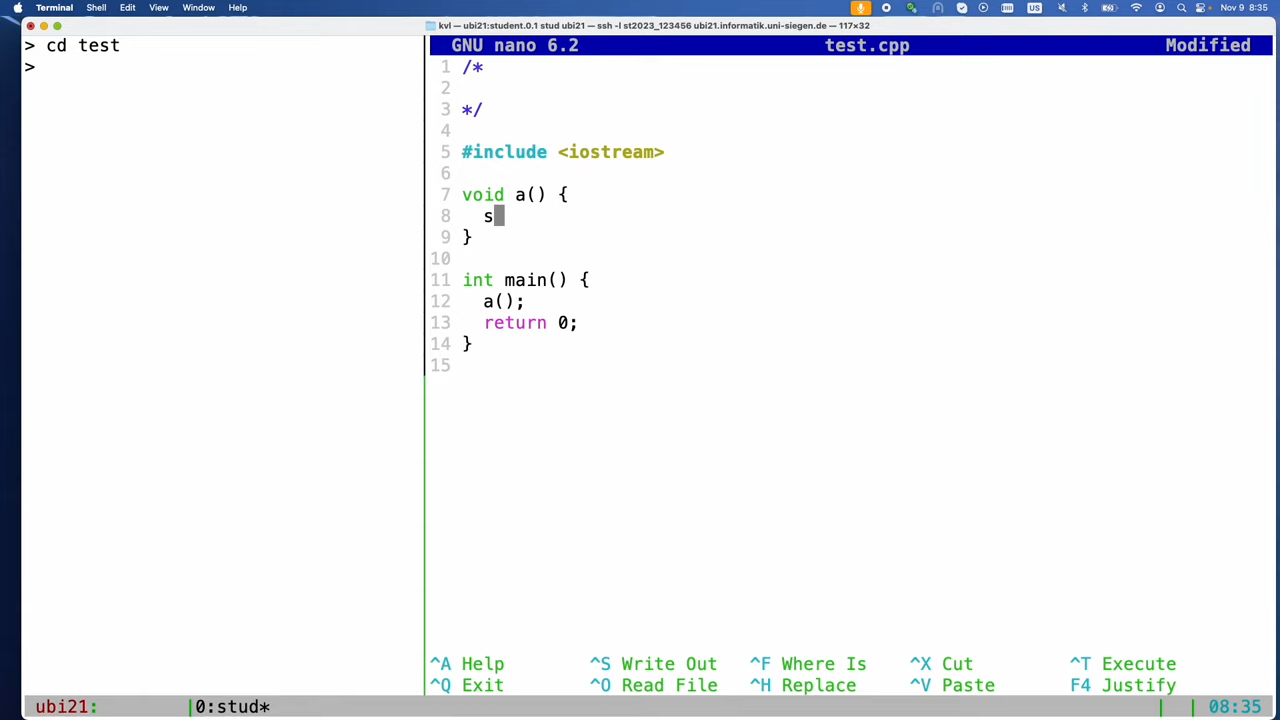 Terminal Shell Edit View Window Help US Nov 9 8:35
kvl — ubi21:student.0.1 stud ubi21 — ssh -l st2023_123456 ubi21.informatik.uni-siegen.de — 117×32
> cd test
>
GNU nano 6.2 test.cpp Modified
1 /*
2
3 */
4
5 #include <iostream>
6
7 void a() {
8 s
9 }
10
11 int main() {
12 a();
13 return 0;
14 }
15
^A Help ^S Write Out ^F Where Is ^X Cut ^T Execute
^Q Exit ^O Read File ^H Replace ^V Paste F4 Justify
ubi21: |0:stud* | | 08:35